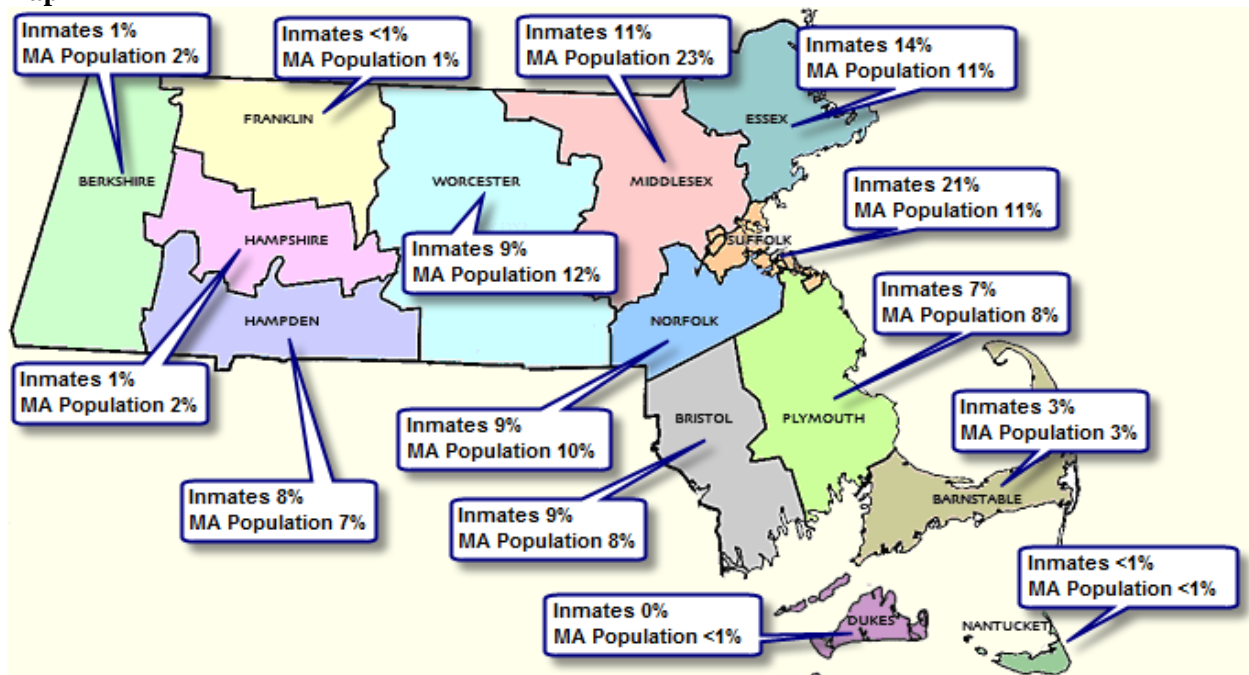 Inmates 1%
MA Population 2%
Inmates <1%
MA Population 1%
Inmates 11%
MA Population 23%
Inmates 14%
MA Population 11%
FRANKLIN
ESSEX
BERKSHIRE
WORCESTER
MIDDLESEX
Inmates 21%
MA Population 11%
HAMPSHIRE
SUFFOLK
Inmates 9%
MA Population 12%
Inmates 7%
MA Population 8%
HAMPDEN
NORFOLK
Inmates 1%
MA Population 2%
Inmates 9%
MA Population 10%
BRISTOL
PLYMOUTH
Inmates 3%
MA Population 3%
Inmates 8%
MA Population 7%
Inmates 9%
MA Population 8%
BARNSTABLE
Inmates <1%
MA Population <1%
Inmates 0%
MA Population <1%
DUKES
NANTUCKET